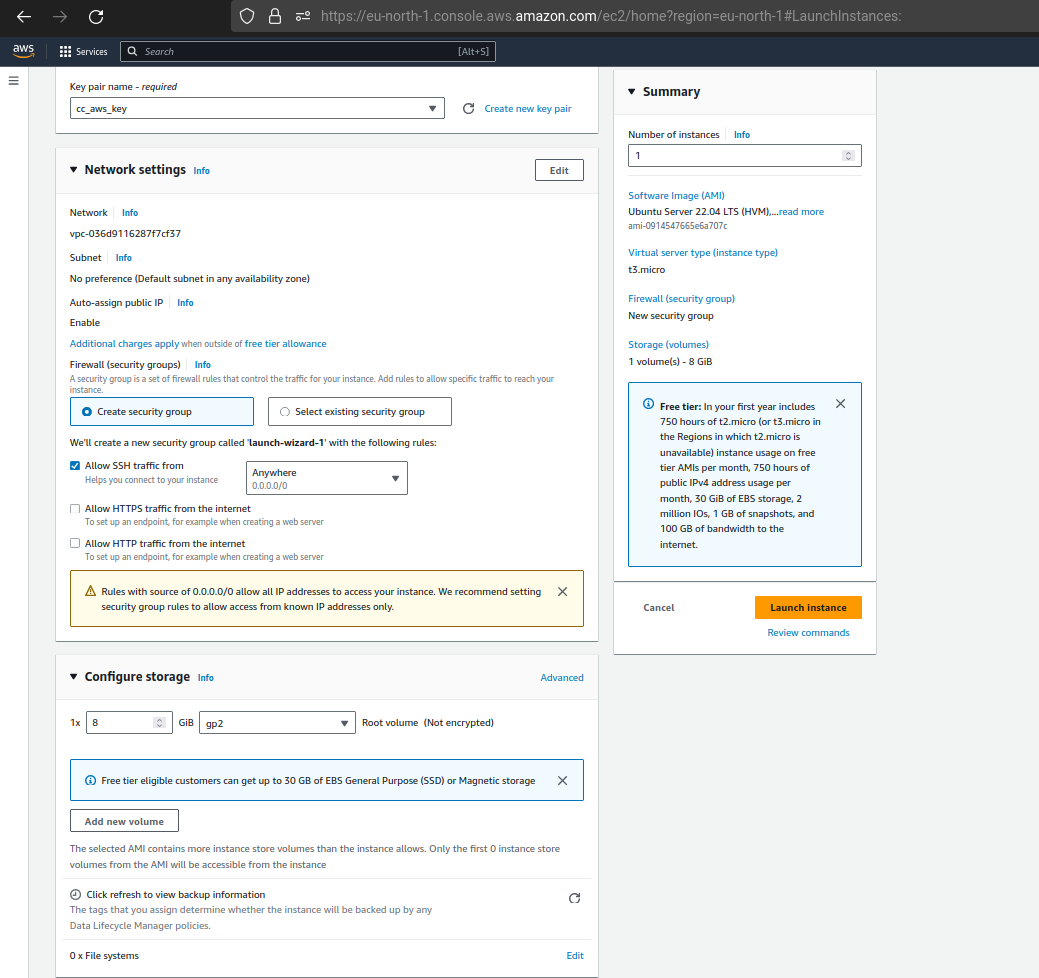 https://eu-north-1.console.aws.amazon.com/ec2/home?region=eu-north-1#LaunchInstances:
aws
Services
Search
[Alt+S]
Key pair name - required
cc_aws_key
Create new key pair
Network settings Info
Edit
Network Info
vpc-036d9116287f7cf37
Subnet Info
No preference (Default subnet in any availability zone)
Auto-assign public IP Info
Enable
Additional charges apply when outside of free tier allowance
Firewall (security groups) Info
A security group is a set of firewall rules that control the traffic for your instance. Add rules to allow specific traffic to reach your
instance.
Create security group
Select existing security group
We'll create a new security group called 'launch-wizard-1' with the following rules:
Allow SSH traffic from
Helps you connect to your instance
Anywhere
0.0.0.0/0
Allow HTTPS traffic from the internet
To set up an endpoint, for example when creating a web server
Allow HTTP traffic from the internet
To set up an endpoint, for example when creating a web server
Rules with source of 0.0.0.0/0 allow all IP addresses to access your instance. We recommend setting
security group rules to allow access from known IP addresses only.
Configure storage Info
Advanced
1x 8 GiB gp2 Root volume (Not encrypted)
Free tier eligible customers can get up to 30 GB of EBS General Purpose (SSD) or Magnetic storage
Add new volume
The selected AMI contains more instance store volumes than the instance allows. Only the first 0 instance store
volumes from the AMI will be accessible from the instance
Click refresh to view backup information
The tags that you assign determine whether the instance will be backed up by any
Data Lifecycle Manager policies.
0 x File systems
Edit
Summary
Number of instances Info
1
Software Image (AMI)
Ubuntu Server 22.04 LTS (HVM),...read more
ami-0914547665e6a707c
Virtual server type (instance type)
t3.micro
Firewall (security group)
New security group
Storage (volumes)
1 volume(s) - 8 GiB
Free tier: In your first year includes
750 hours of t2.micro (or t3.micro in
the Regions in which t2.micro is
unavailable) instance usage on free
tier AMIs per month, 750 hours of
public IPv4 address usage per
month, 30 GiB of EBS storage, 2
million IOs, 1 GB of snapshots, and
100 GB of bandwidth to the
internet.
Cancel
Launch instance
Review commands